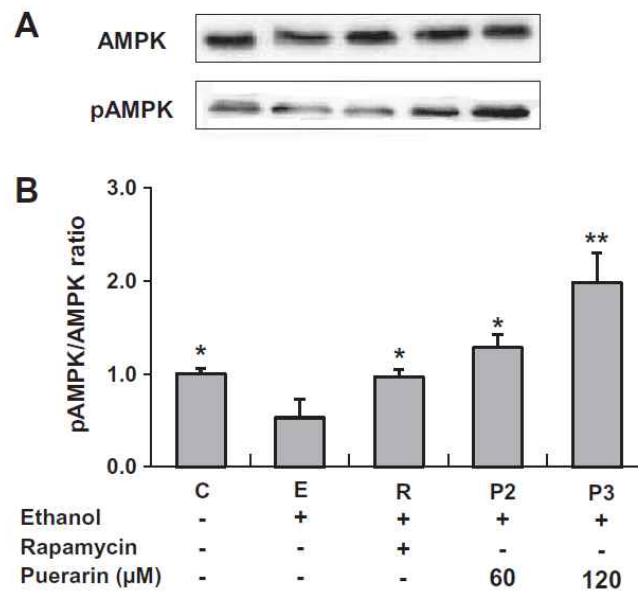 A
AMPK
pAMPK
B
pAMPK/AMPK ratio
3.0
2.0
1.0
0.0
* * * **
C E R P2 P3
Ethanol - + + + +
Rapamycin - - + - -
Puerarin (µM) - - - 60 120